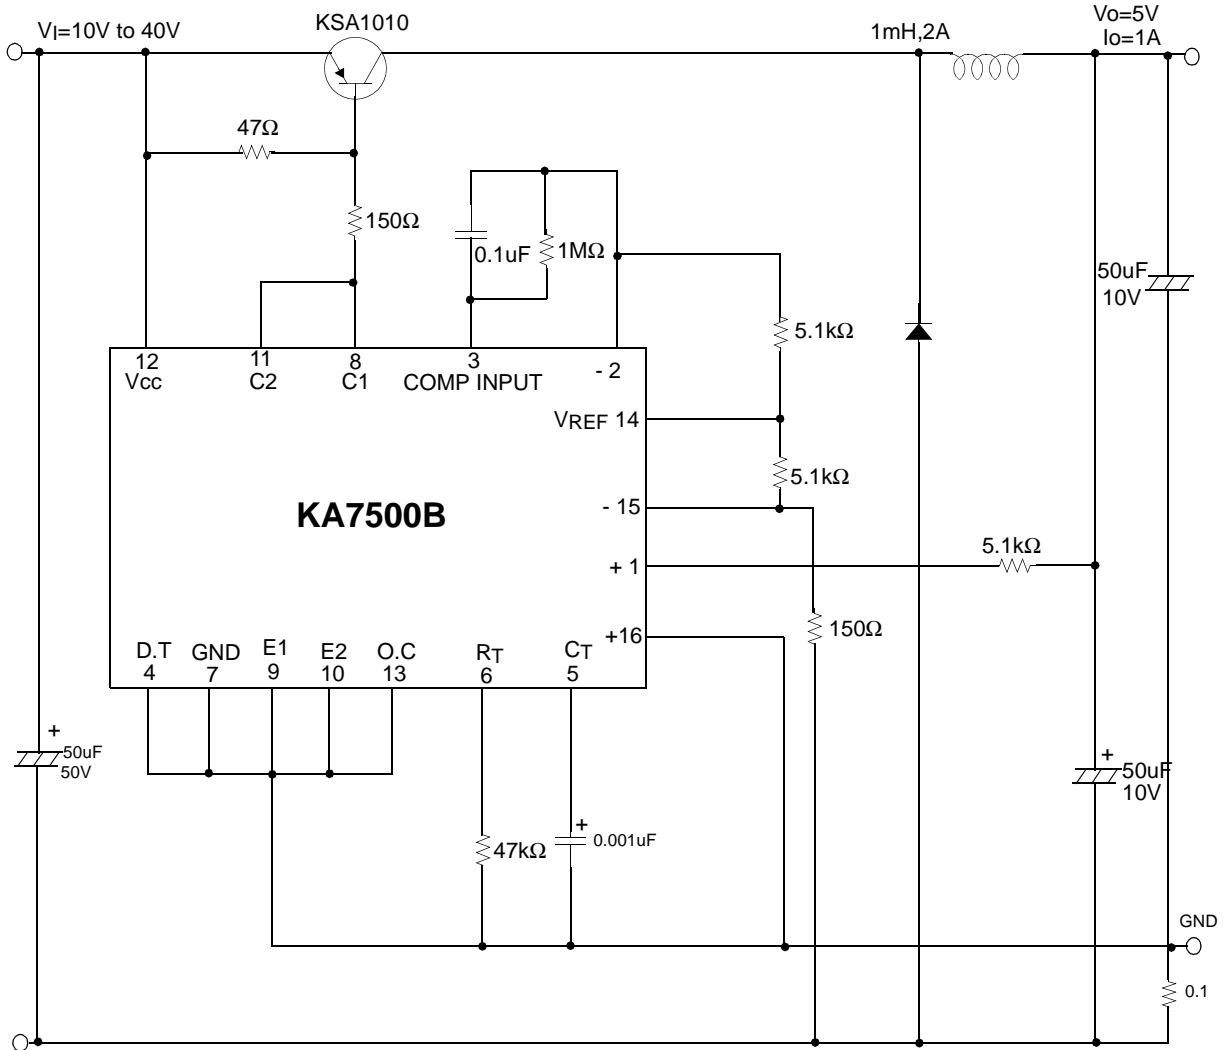 VI=10V to 40V
KSA1010
1mH,2A
Vo=5V
Io=1A
47Ω
150Ω
0.1uF
1MΩ
50uF
10V
5.1kΩ
12
Vcc
11
C2
8
C1
3
COMP INPUT
- 2
VREF 14
5.1kΩ
KA7500B
- 15
5.1kΩ
+ 1
+16
150Ω
D.T
4
GND
7
E1
9
E2
10
O.C
13
RT
6
CT
5
+
50uF
50V
+
50uF
10V
47kΩ
+
0.001uF
GND
0.1